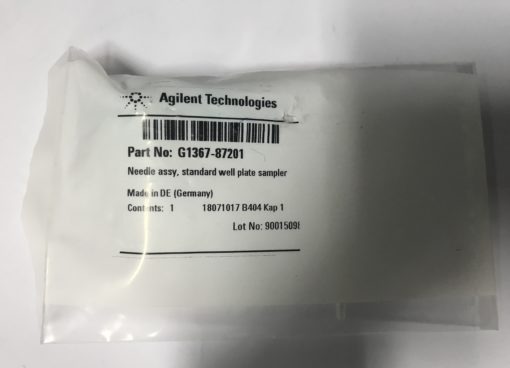 Agilent Technologies
Part No: G1367-87201
Needle assy, standard well plate sampler
Made in DE (Germany)
Contents: 1 18071017 B404 Kap 1
Lot No: 9001509